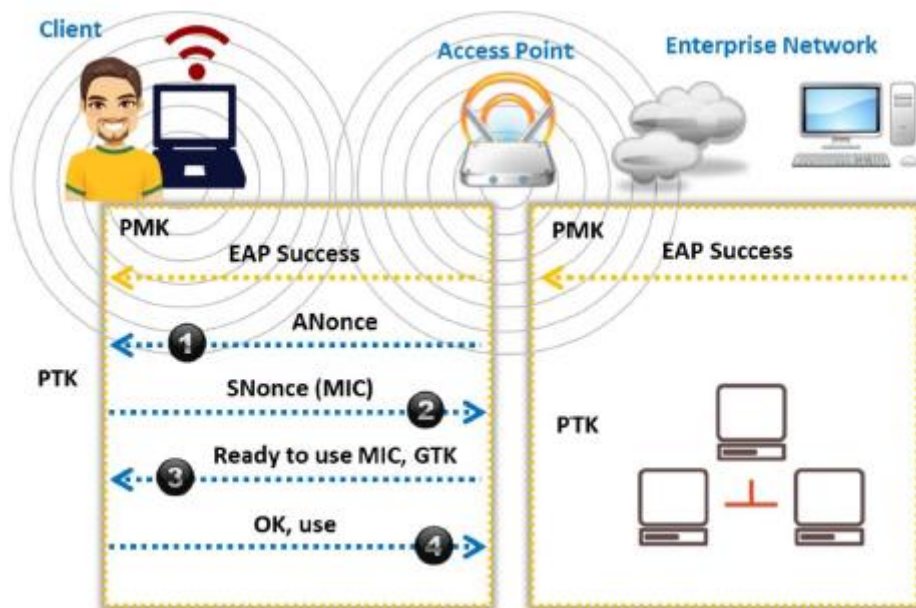 Client
Access Point
Enterprise Network
PMK
EAP Success
PMK
EAP Success
ANonce
1
PTK
SNonce (MIC)
2
PTK
Ready to use MIC, GTK
3
OK, use
4